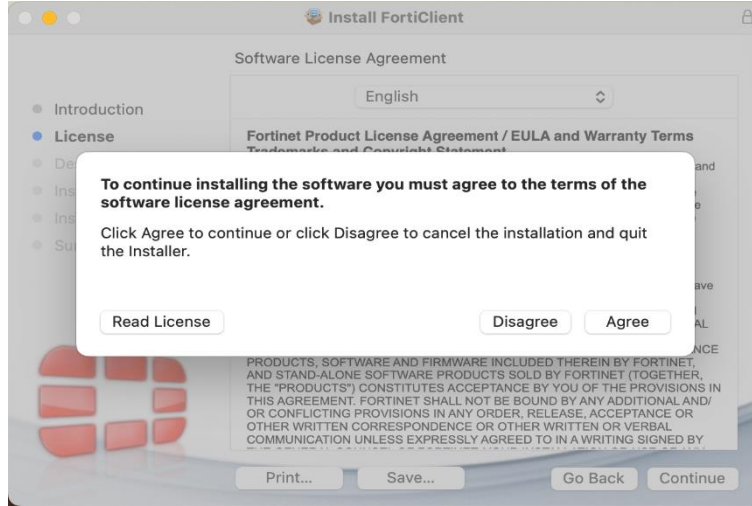 Install FortiClient
Software License Agreement
English
Introduction
License
Fortinet Product License Agreement / EULA and Warranty Terms
Trademarks and Copyright Statement
and
To continue installing the software you must agree to the terms of the
software license agreement.
Click Agree to continue or click Disagree to cancel the installation and quit
the Installer.
Read License
Disagree
Agree
PRODUCTS, SOFTWARE AND FIRMWARE INCLUDED THEREIN BY FORTINET,
AND STAND-ALONE SOFTWARE PRODUCTS SOLD BY FORTINET (TOGETHER,
THE "PRODUCTS") CONSTITUTES ACCEPTANCE BY YOU OF THE PROVISIONS IN
THIS AGREEMENT. FORTINET SHALL NOT BE BOUND BY ANY ADDITIONAL AND/
OR CONFLICTING PROVISIONS IN ANY ORDER, RELEASE, ACCEPTANCE OR
OTHER WRITTEN CORRESPONDENCE OR OTHER WRITTEN OR VERBAL
COMMUNICATION UNLESS EXPRESSLY AGREED TO IN A WRITING SIGNED BY
Print...
Save...
Go Back
Continue